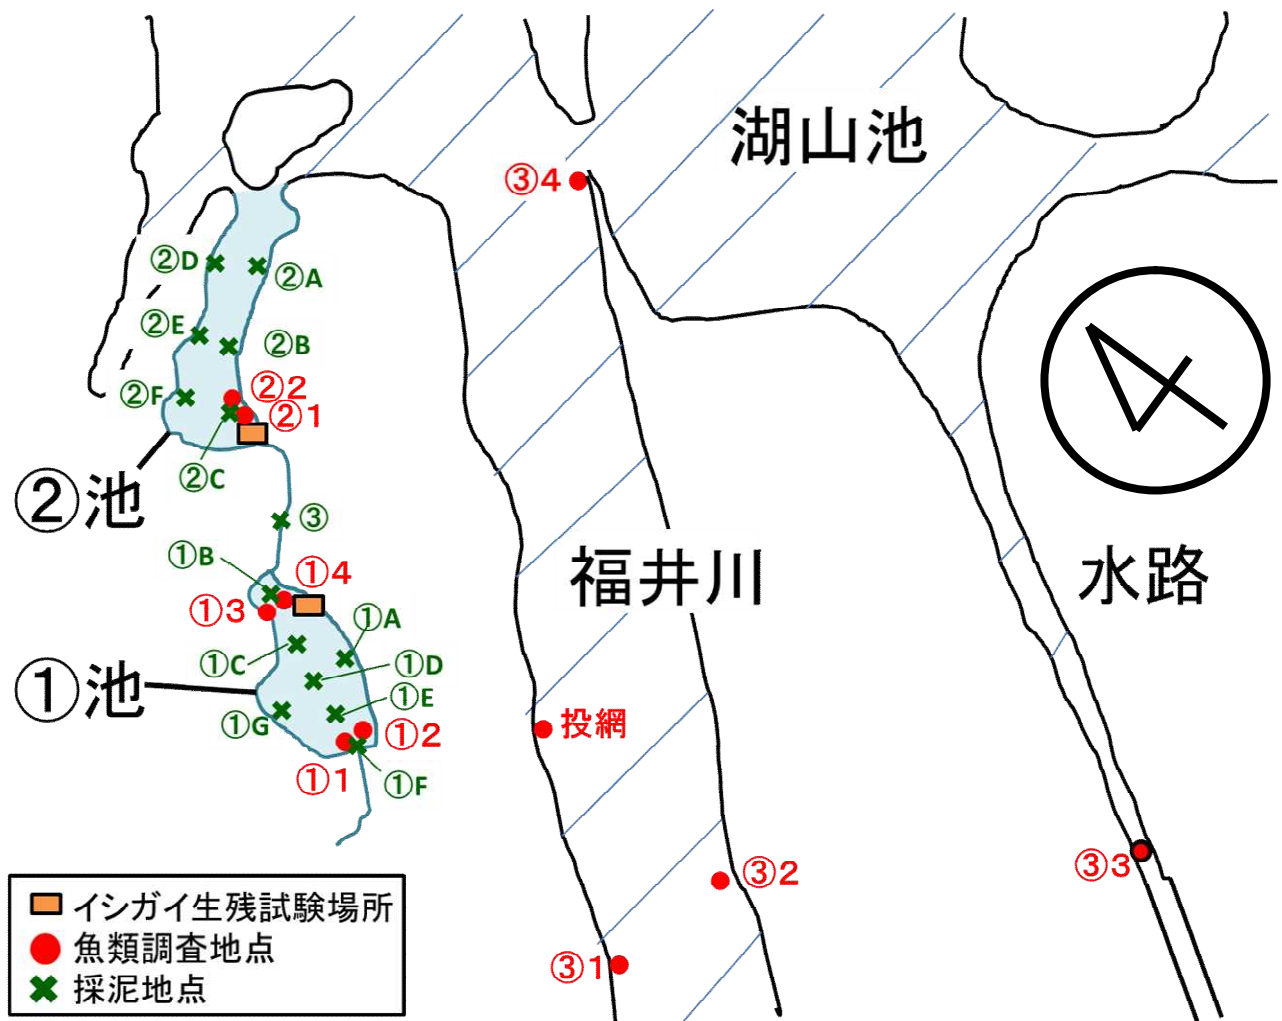 湖山池
③4
②D
②A
②E
②B
②F
②2
②1
②C
②池
③
①B
①4
①3
①A
①C
①D
①池
①E
①G
①2
①1
①F
福井川
水路
投網
③2
③3
③1
イシガイ生残試験場所
魚類調査地点
採泥地点